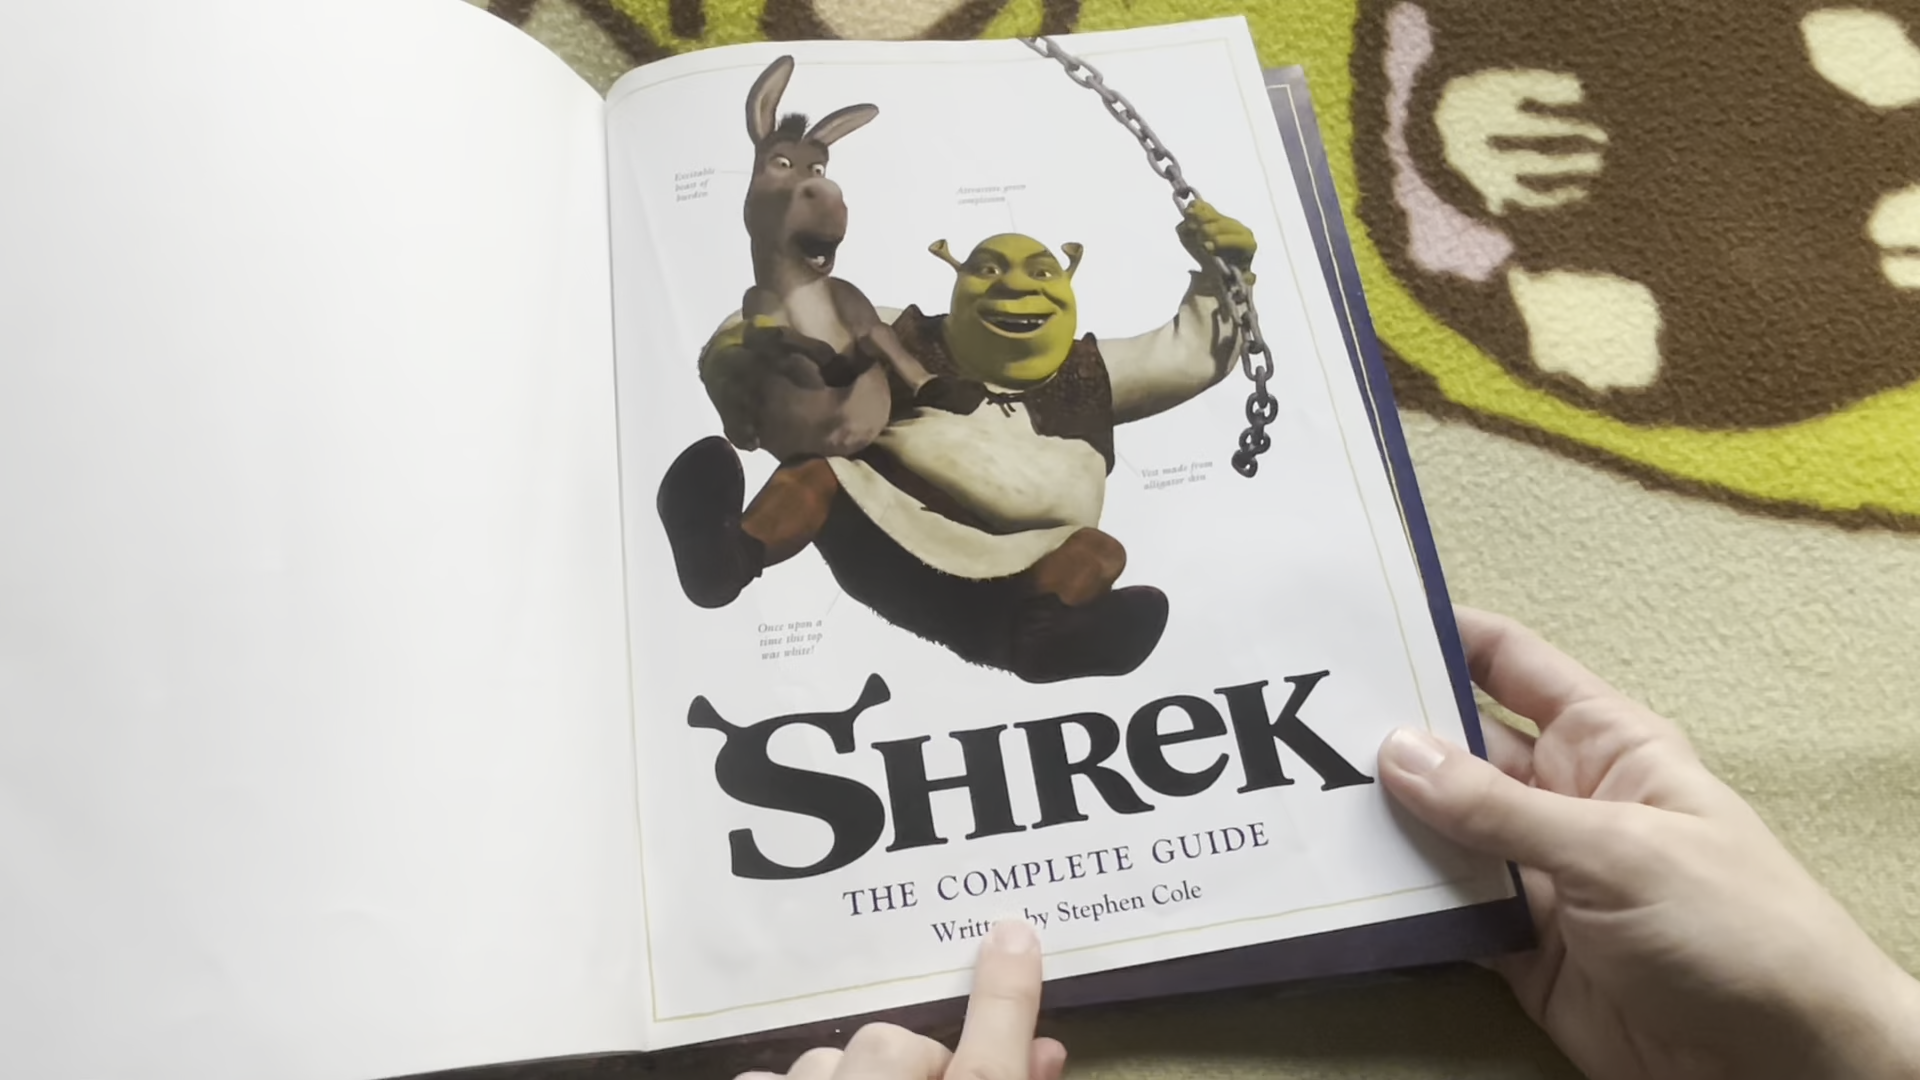 Excitable
beast of
burden
Attractive green
complexion
Vest made from
alligator skin
Once upon a
time this top
was white!
SHREK
THE COMPLETE GUIDE
Written by Stephen Cole